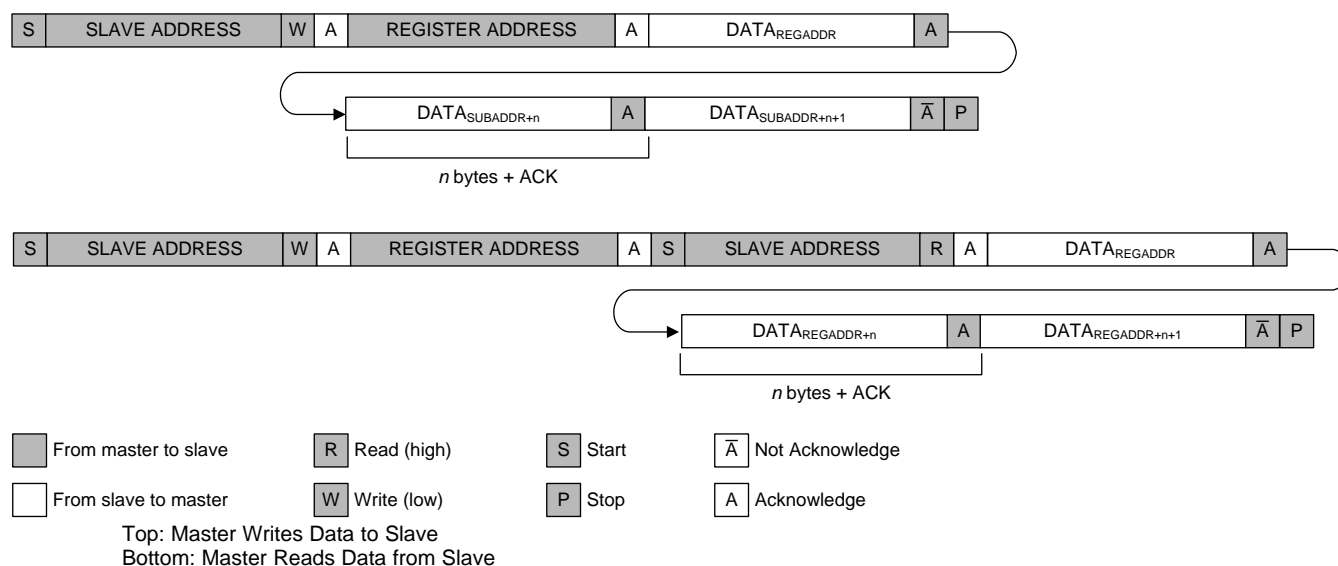 S SLAVE ADDRESS W A REGISTER ADDRESS A DATAREGADDR A
DATASUBADDR+n A DATASUBADDR+n+1 A̅ P
n bytes + ACK
S SLAVE ADDRESS W A REGISTER ADDRESS A S SLAVE ADDRESS R A DATAREGADDR A
DATAREGADDR+n A DATAREGADDR+n+1 A̅ P
n bytes + ACK
From master to slave R Read (high) S Start A̅ Not Acknowledge
From slave to master W Write (low) P Stop A Acknowledge
Top: Master Writes Data to Slave
Bottom: Master Reads Data from Slave